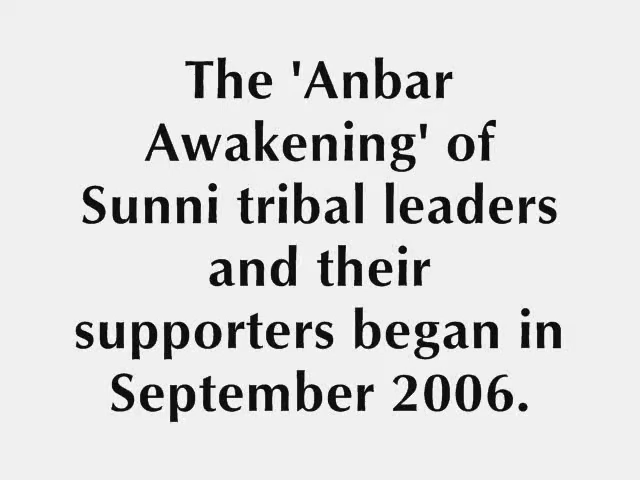 The 'Anbar
Awakening' of
Sunni tribal leaders
and their
supporters began in
September 2006.